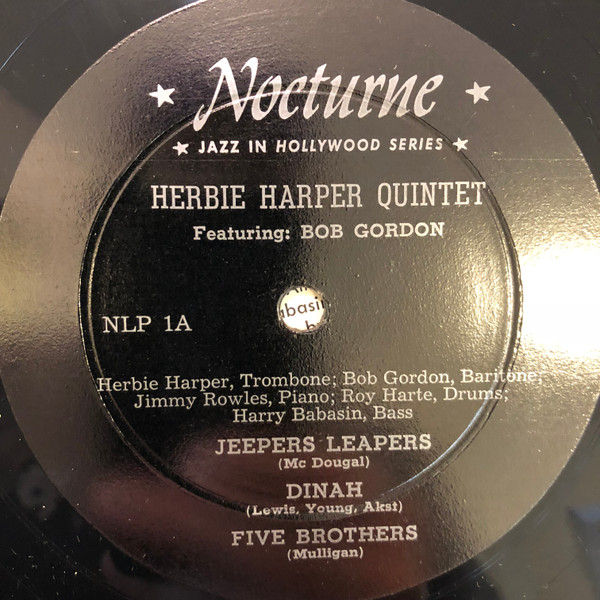 Nocturne
JAZZ IN HOLLYWOOD SERIES
HERBIE HARPER QUINTET
Featuring: BOB GORDON
abasin
NLP 1A
Herbie Harper, Trombone; Bob Gordon, Baritone;
Jimmy Rowles, Piano; Roy Harte, Drums;
Harry Babasin, Bass
JEEPERS LEAPERS
(Mc Dougal)
DINAH
(Lewis, Young, Akst)
FIVE BROTHERS
(Mulligan)